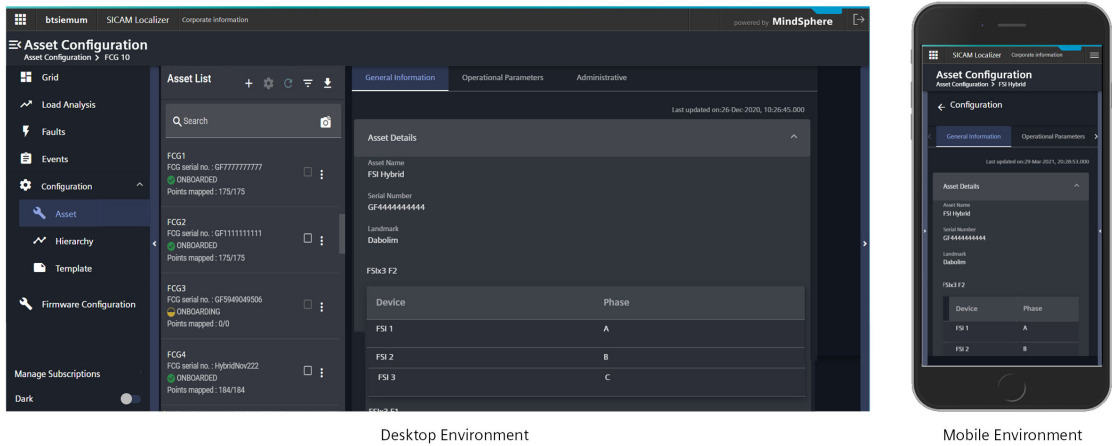 btsiemum SICAM Localizer Corporate information powered by MindSphere
Asset Configuration
Asset Configuration > FCG 10
Grid
Load Analysis
Faults
Events
Configuration
Asset
Hierarchy
Template
Firmware Configuration
Manage Subscriptions
Dark
Asset List
Search
FCG1
FCG serial no. : GF7777777777
ONBOARDED
Points mapped : 175/175
FCG2
FCG serial no. : GF1111111111
ONBOARDED
Points mapped : 175/175
FCG3
FCG serial no. : GF5949049506
ONBOARDING
Points mapped : 0/0
FCG4
FCG serial no. : HybridNov222
ONBOARDED
Points mapped : 184/184
General Information Operational Parameters Administrative
Last updated on:26-Dec-2020, 10:26:45.000
Asset Details
Asset Name
FSI Hybrid
Serial Number
GF4444444444
Landmark
Dabolim
FSIx3 F2
Device Phase
FSI 1 A
FSI 2 B
FSI 3 C
FSIx3 F1
Desktop Environment
SICAM Localizer Corporate information
Asset Configuration
Asset Configuration > FSI Hybrid
Configuration
General Information Operational Parameters
Last updated on:29-Mar-2021, 20:26:53.000
Asset Details
Asset Name
FSI Hybrid
Serial Number
GF4444444444
Landmark
Dabolim
FSIx3 F2
Device Phase
FSI 1 A
FSI 2 B
Mobile Environment